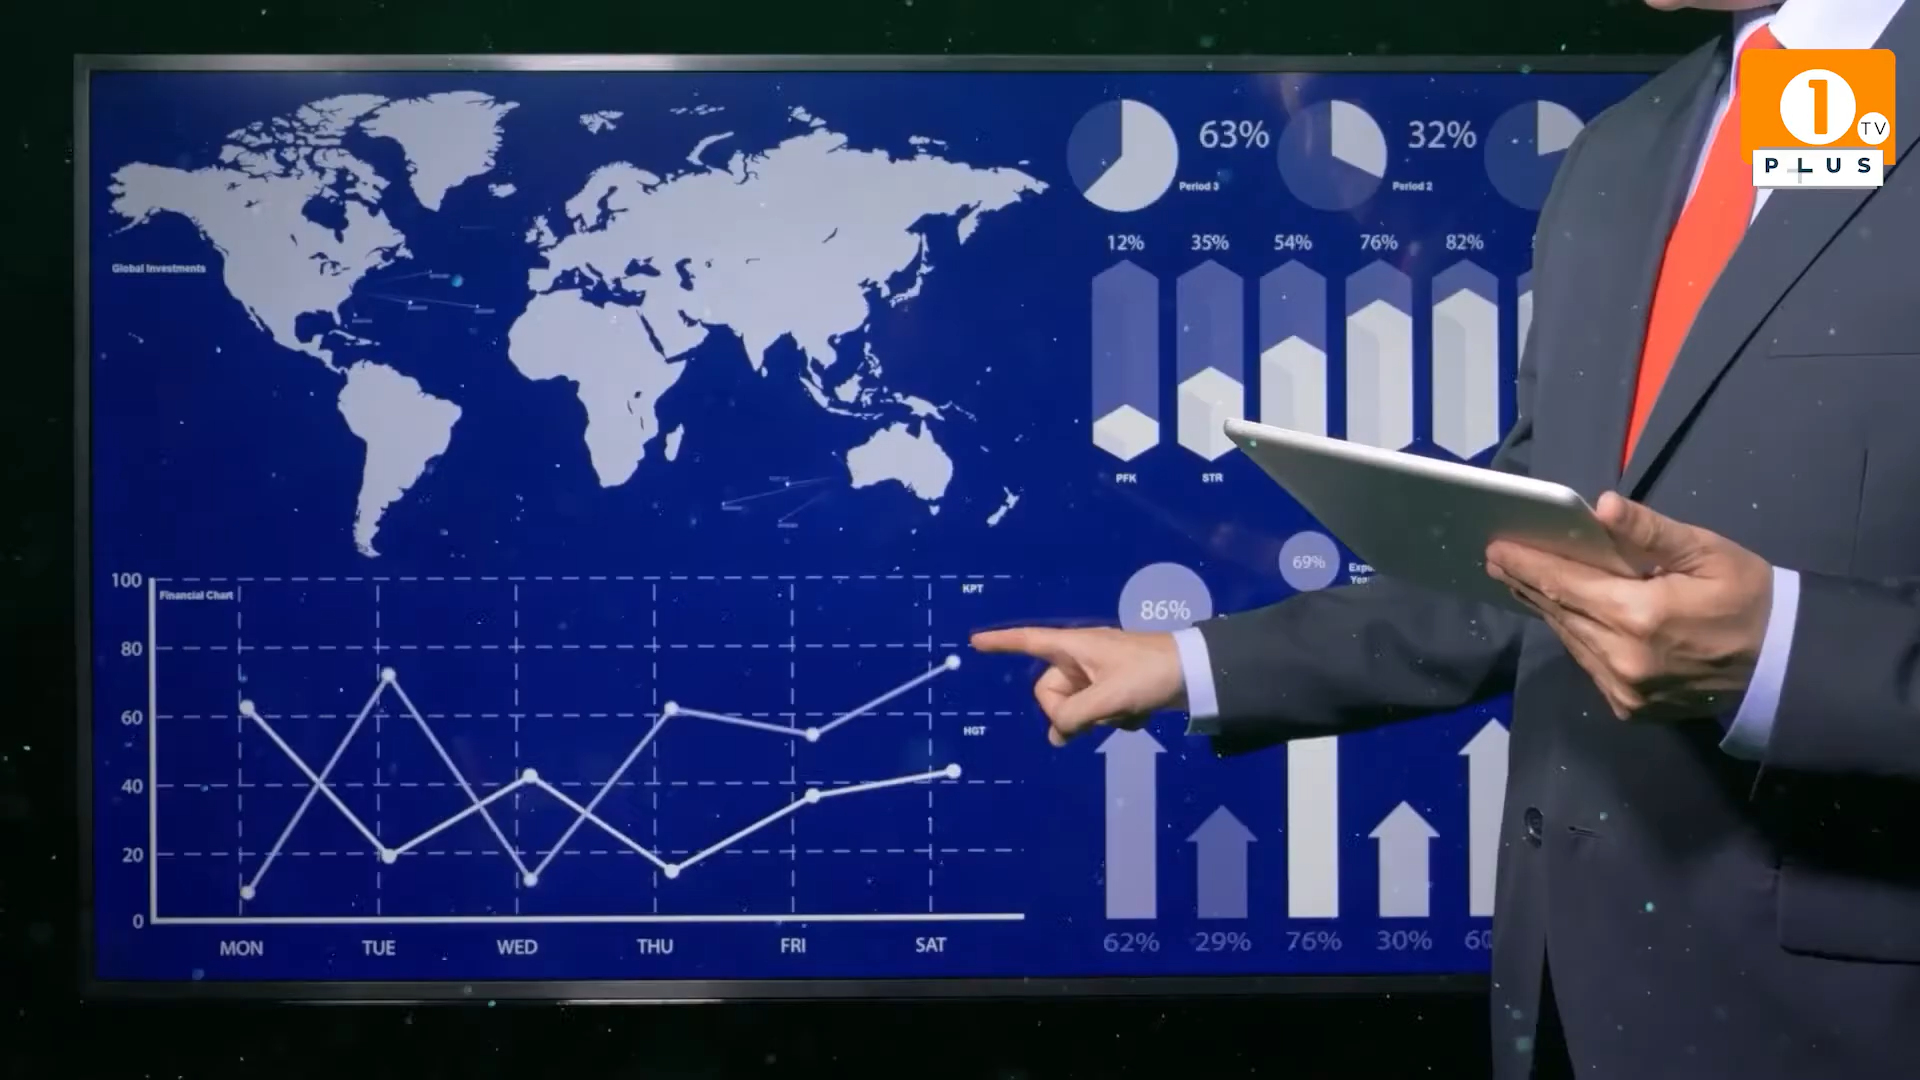 1
TV
PLUS
63%
Period 3
32%
Period 2
12% 35% 54% 76% 82%
Global Investments
PFK STR
69%
86%
100
Financial Chart
KPT
80
60
HGT
40
20
0
MON TUE WED THU FRI SAT
62% 29% 76% 30%